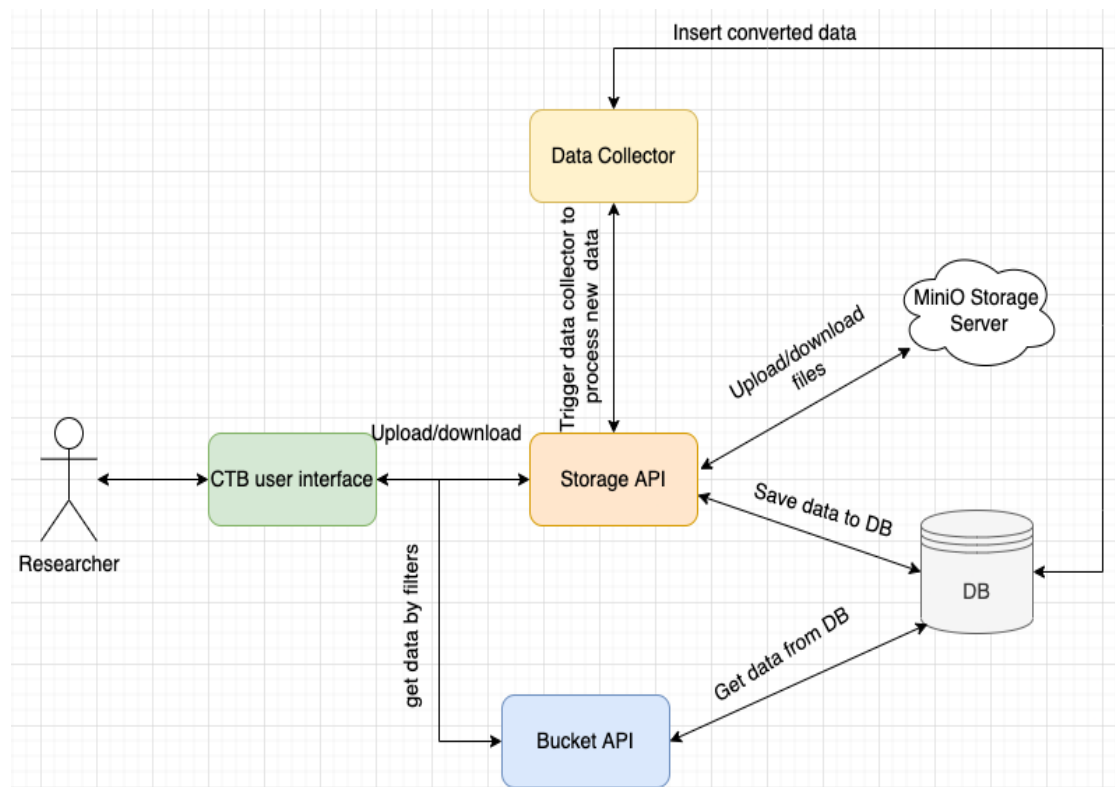 Insert converted data
Data Collector
Trigger data collector to
process new data
MiniO Storage
Server
Upload/download
files
Upload/download
CTB user interface
Storage API
Save data to DB
Researcher
get data by filters
DB
Get data from DB
Bucket API